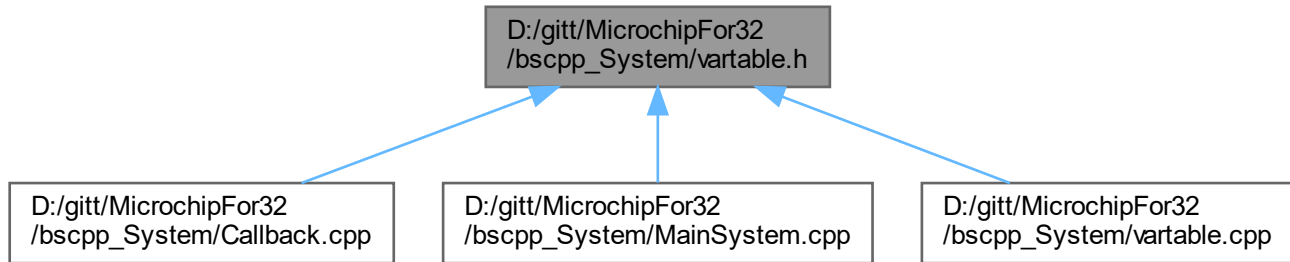 D:/gitt/MicrochipFor32
/bscpp_System/vartable.h
D:/gitt/MicrochipFor32
/bscpp_System/Callback.cpp
D:/gitt/MicrochipFor32
/bscpp_System/MainSystem.cpp
D:/gitt/MicrochipFor32
/bscpp_System/vartable.cpp